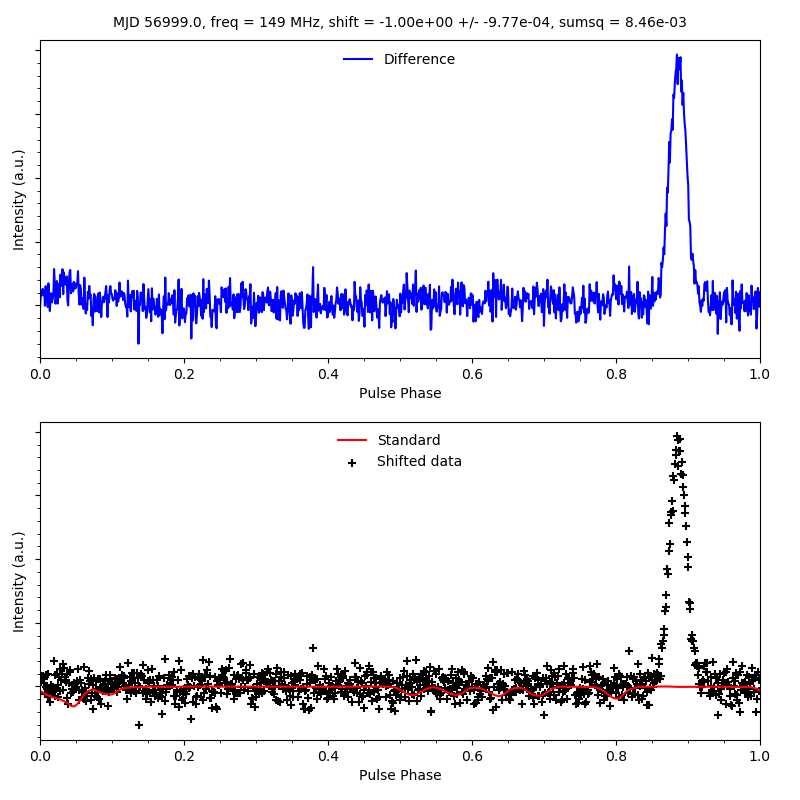 MJD 56999.0, freq = 149 MHz, shift = -1.00e+00 +/- -9.77e-04, sumsq = 8.46e-03
Difference
Intensity (a.u.)
0.0 0.2 0.4 0.6 0.8 1.0
Pulse Phase
Standard
Shifted data
Intensity (a.u.)
0.0 0.2 0.4 0.6 0.8 1.0
Pulse Phase